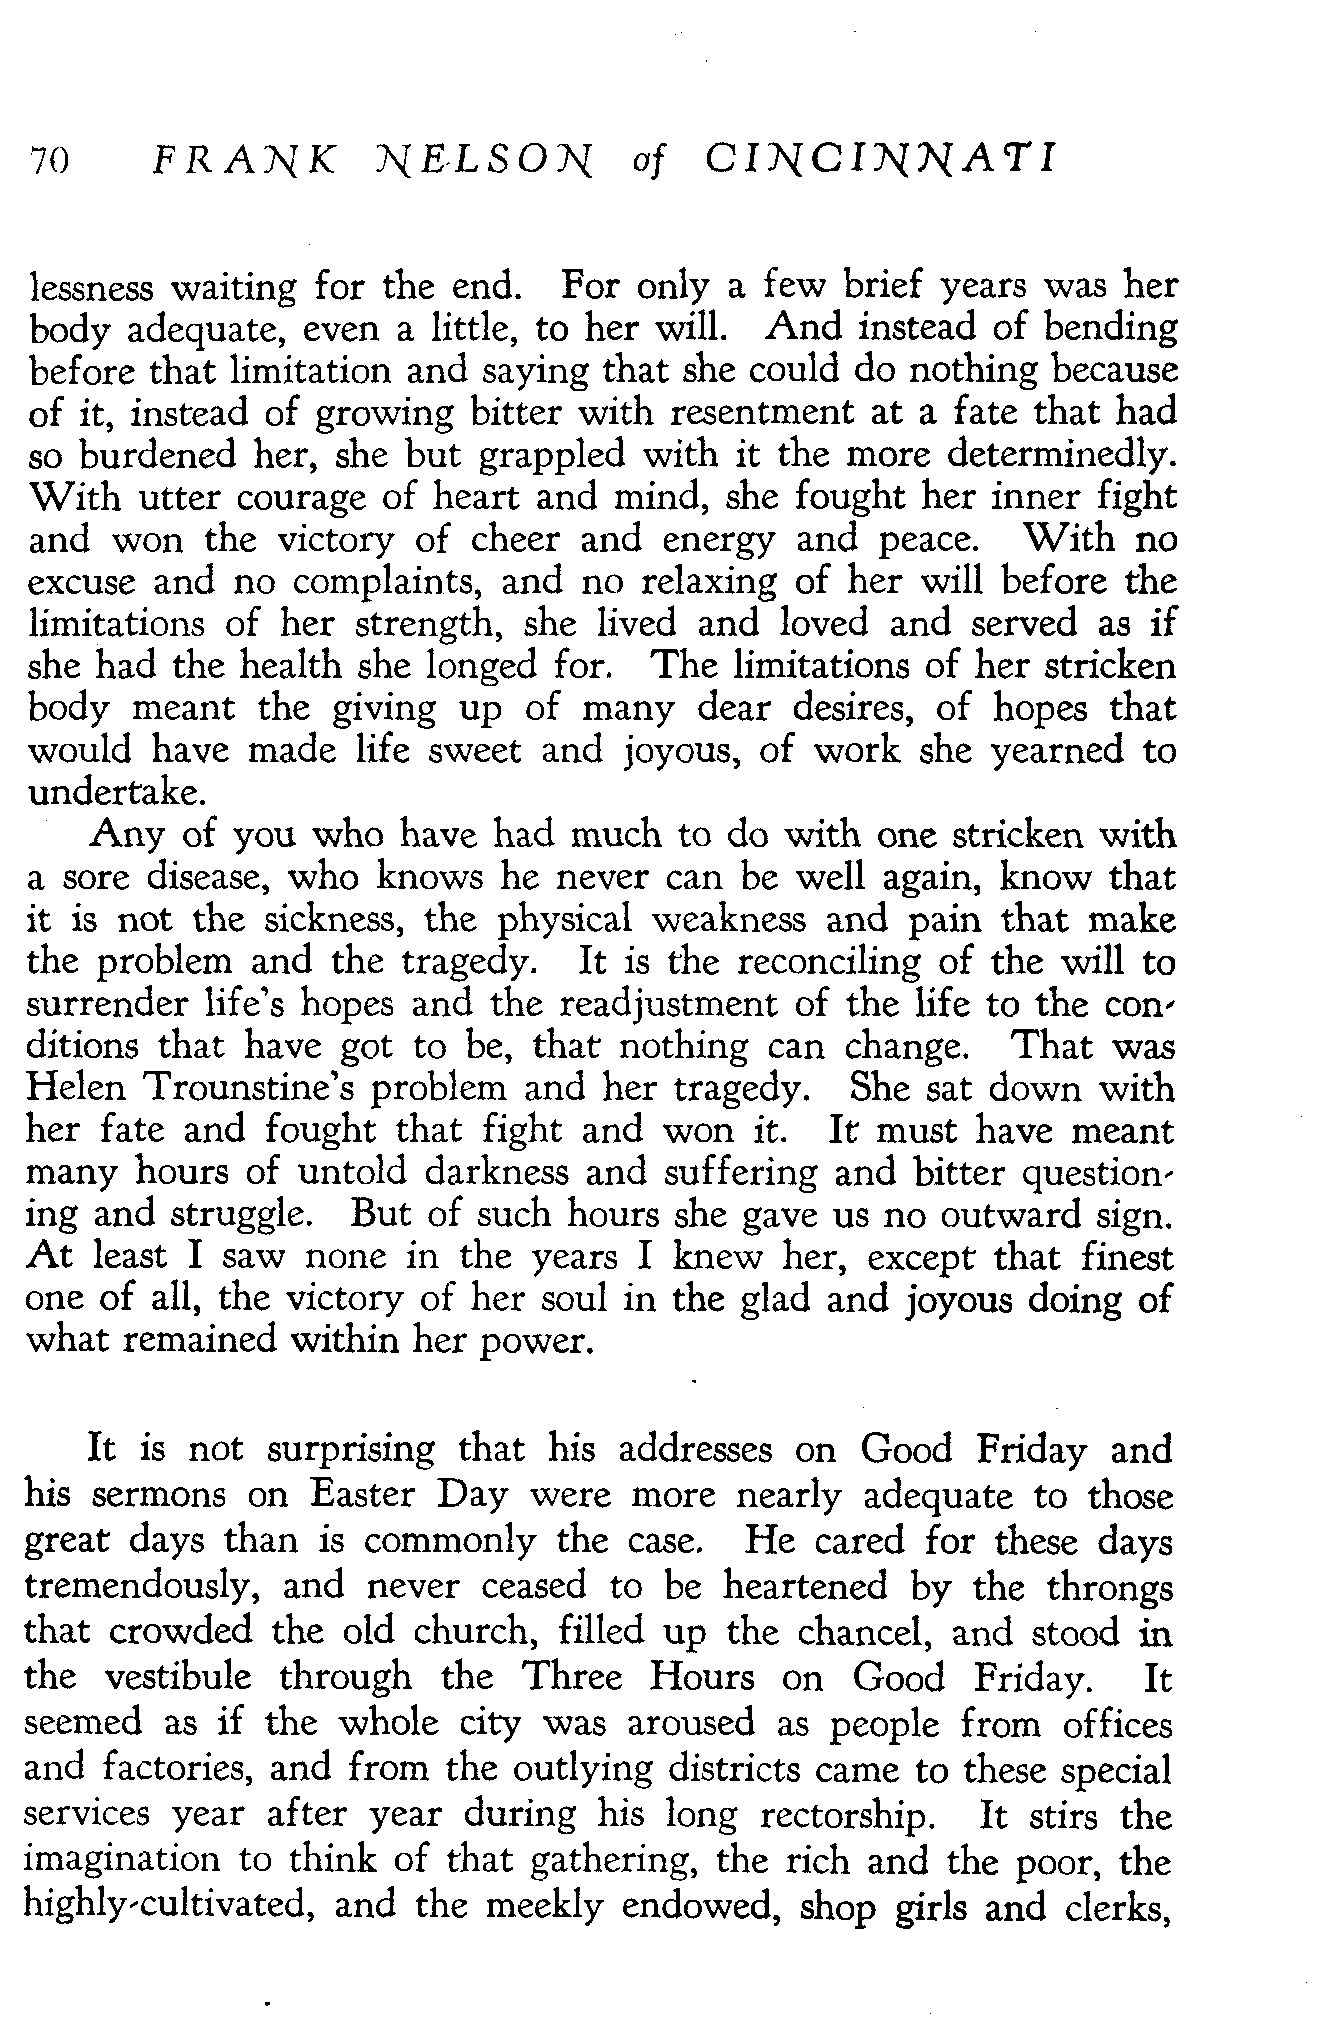 70 FRANK NELSON of CINCINNATI
lessness waiting for the end. For only a few brief years was her
body adequate, even a little, to her will. And instead of bending
before that limitation and saying that she could do nothing because
of it, instead of growing bitter with resentment at a fate that had
so burdened her, she but grappled with it the more determinedly.
With utter courage of heart and mind, she fought her inner fight
and won the victory of cheer and energy and peace. With no
excuse and no complaints, and no relaxing of her will before the
limitations of her strength, she lived and loved and served as if
she had the health she longed for. The limitations of her stricken
body meant the giving up of many dear desires, of hopes that
would have made life sweet and joyous, of work she yearned to
undertake.
Any of you who have had much to do with one stricken with
a sore disease, who knows he never can be well again, know that
it is not the sickness, the physical weakness and pain that make
the problem and the tragedy. It is the reconciling of the will to
surrender life's hopes and the readjustment of the life to the con-
ditions that have got to be, that nothing can change. That was
Helen Trounstine's problem and her tragedy. She sat down with
her fate and fought that fight and won it. It must have meant
many hours of untold darkness and suffering and bitter question-
ing and struggle. But of such hours she gave us no outward sign.
At least I saw none in the years I knew her, except that finest
one of all, the victory of her soul in the glad and joyous doing of
what remained within her power.
It is not surprising that his addresses on Good Friday and
his sermons on Easter Day were more nearly adequate to those
great days than is commonly the case. He cared for these days
tremendously, and never ceased to be heartened by the throngs
that crowded the old church, filled up the chancel, and stood in
the vestibule through the Three Hours on Good Friday. It
seemed as if the whole city was aroused as people from offices
and factories, and from the outlying districts came to these special
services year after year during his long rectorship. It stirs the
imagination to think of that gathering, the rich and the poor, the
highly-cultivated, and the meekly endowed, shop girls and clerks,